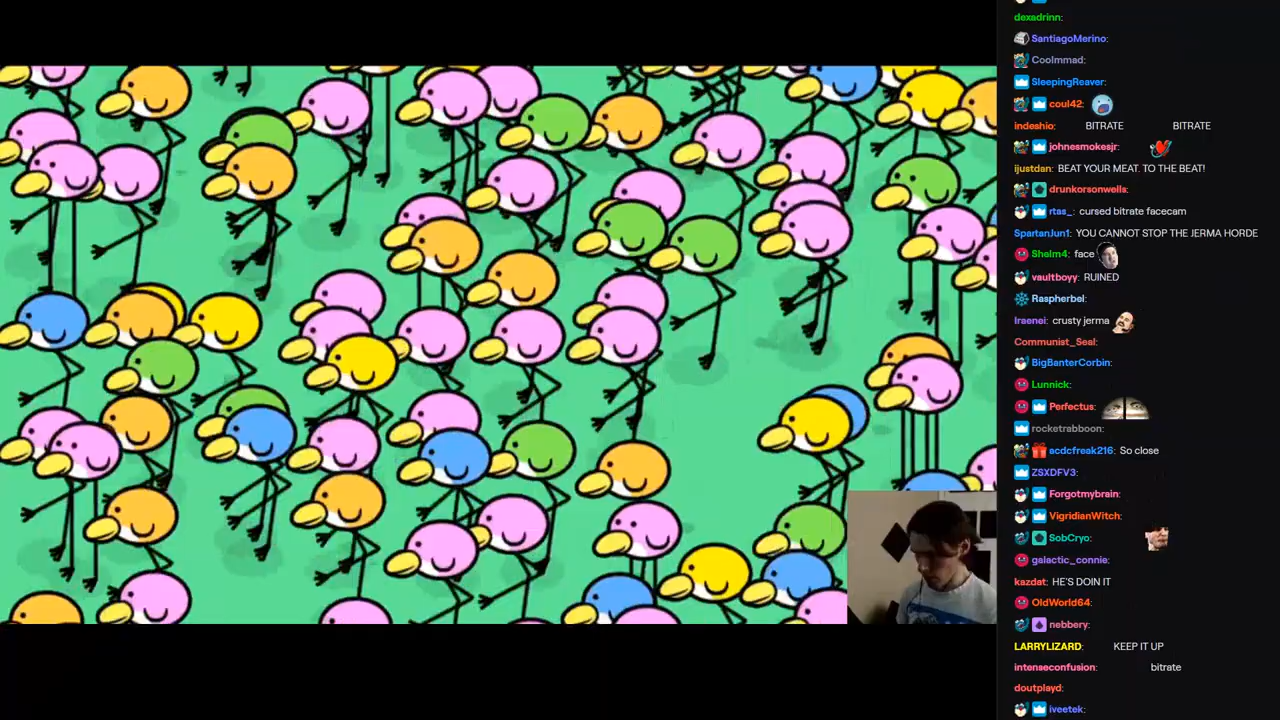 dexadrinn:
SantiagoMerino:
Coolmmad:
SleepingReaver:
coul42:
indeshio: BITRATE BITRATE
johnesmokesjr:
ijustdan: BEAT YOUR MEAT. TO THE BEAT!
drunkorsonwells:
rtas_: cursed bitrate facecam
SpartanJun1: YOU CANNOT STOP THE JERMA HORDE
Shelm4: face
vaultboyy: RUINED
Raspherbel:
Iraenei: crusty jerma
Communist_Seal:
BigBanterCorbin:
Lunnick:
Perfectus:
rocketrabboon:
acdcfreak216: So close
ZSXDFV3:
Forgotmybrain:
VigridianWitch:
SobCryo:
galactic_connie:
kazdat: HE'S DOIN IT
OldWorld64:
nebbery:
LARRYLIZARD: KEEP IT UP
intenseconfusion: bitrate
doutplayd:
iveetek: